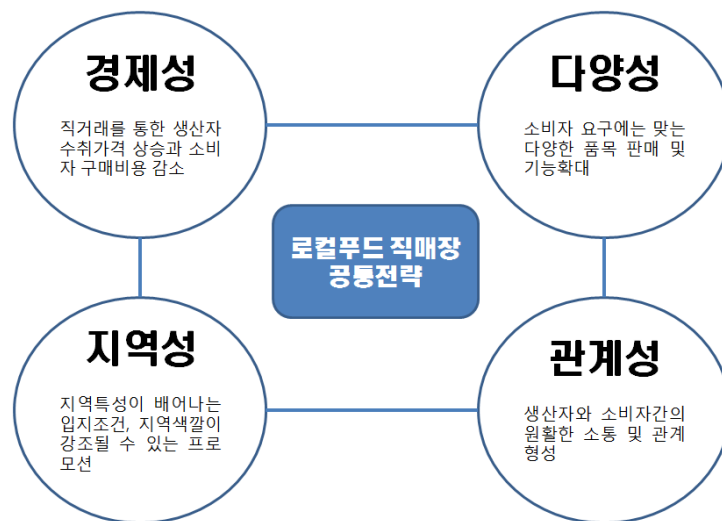 경제성
직거래를 통한 생산자
수취가격 상승과 소비
자 구매비용 감소
다양성
소비자 요구에는 맞는
다양한 품목 판매 및
기능확대
로컬푸드 직매장
공통전략
지역성
지역특성이 배어나는
입지조건, 지역색깔이
강조될 수 있는 프로
모션
관계성
생산자와 소비자간의
원활한 소통 및 관계
형성